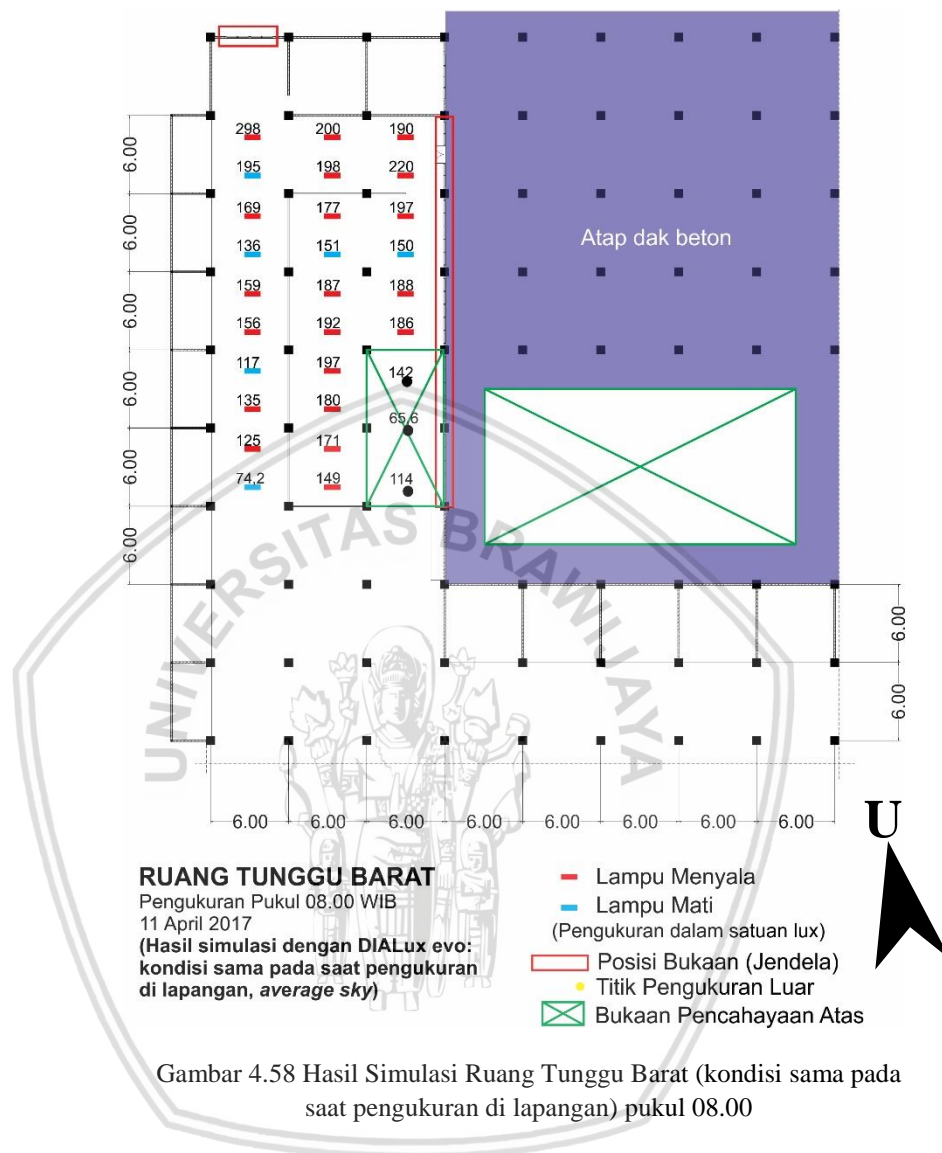 298 200 190
195 198 220
169 177 197
136 151 150
159 187 188
156 192 186
117 197 142
135 180
125 171 65,6
74,2 149 114
6.00
6.00
6.00
6.00
6.00
6.00
Atap dak beton
6.00
6.00
UNIVERSITAS BRAWIJAYA
6.00 6.00 6.00 6.00 6.00 6.00 6.00 6.00
U
RUANG TUNGGU BARAT
Pengukuran Pukul 08.00 WIB
11 April 2017
(Hasil simulasi dengan DIALux evo:
kondisi sama pada saat pengukuran
di lapangan, average sky)
Lampu Menyala
Lampu Mati
(Pengukuran dalam satuan lux)
Posisi Bukaan (Jendela)
Titik Pengukuran Luar
Bukaan Pencahayaan Atas
Gambar 4.58 Hasil Simulasi Ruang Tunggu Barat (kondisi sama pada
saat pengukuran di lapangan) pukul 08.00